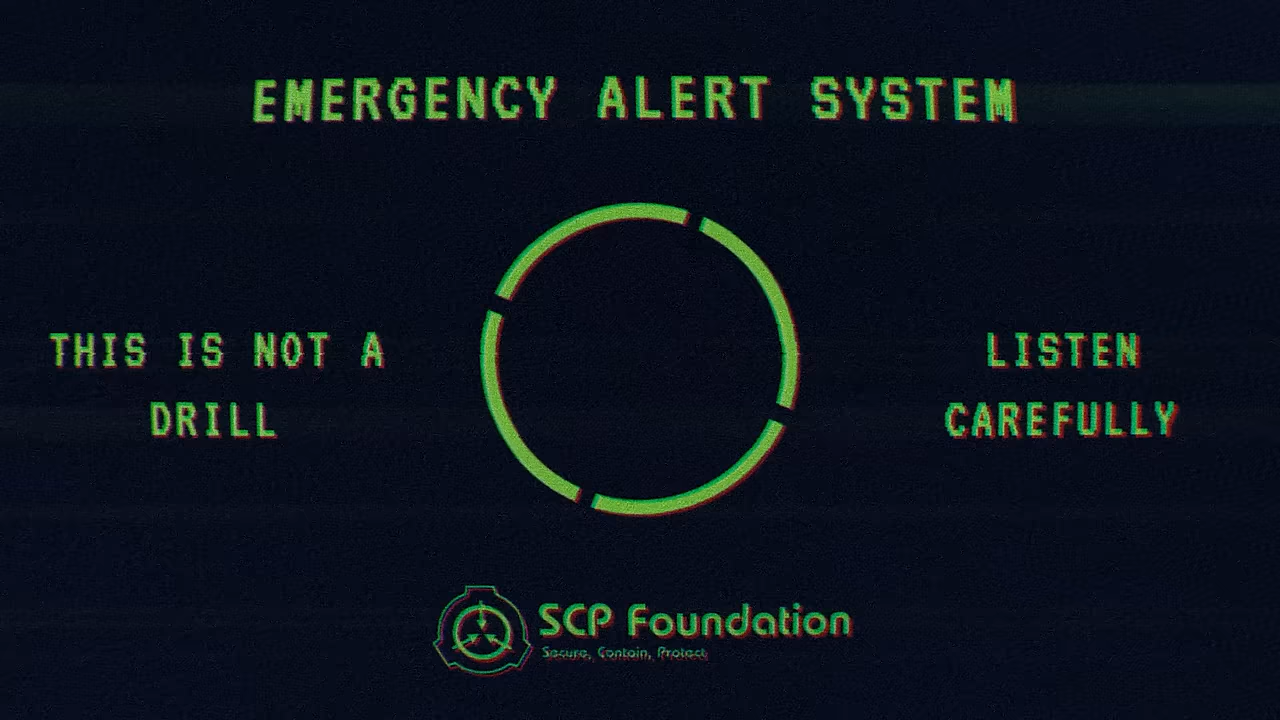 EMERGENCY ALERT SYSTEM
THIS IS NOT A
DRILL
LISTEN
CAREFULLY
SCP Foundation
Secure, Contain, Protect